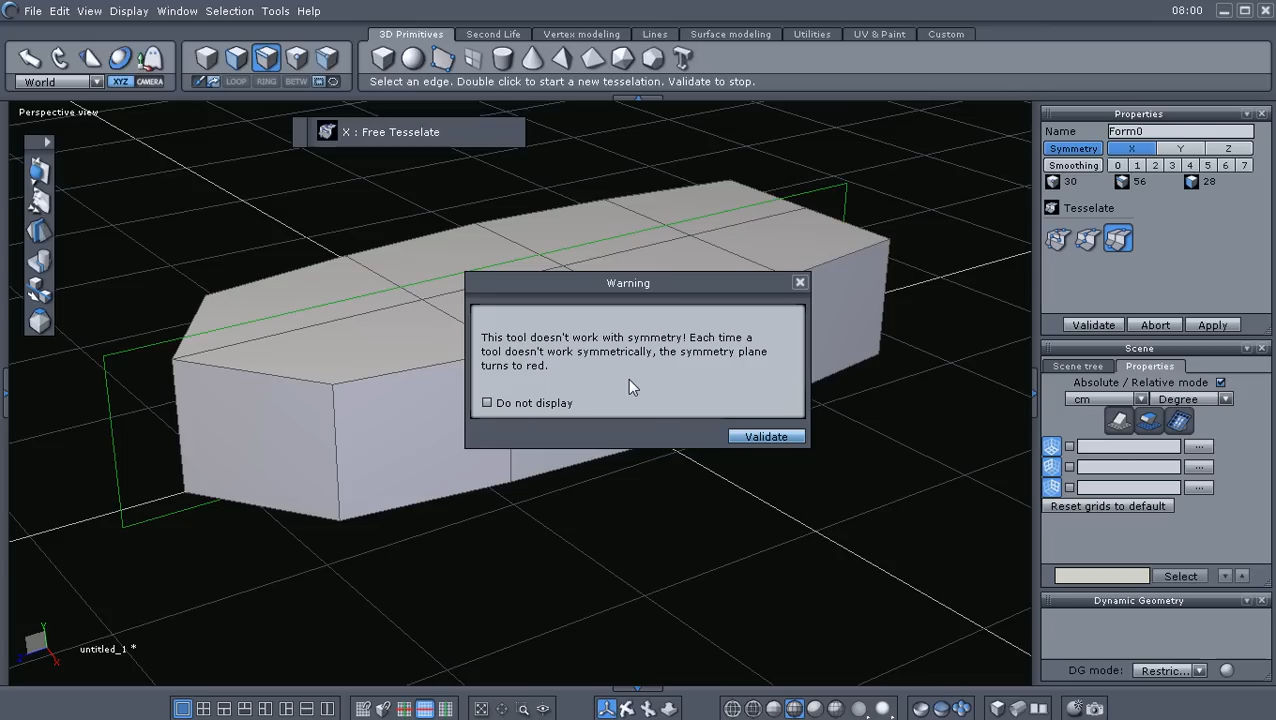 File Edit View Display Window Selection Tools Help 08:00
3D Primitives Second Life Vertex modeling Lines Surface modeling Utilities UV & Paint Custom
World XYZ CAMERA LOOP RING BETW
Select an edge. Double click to start a new tesselation. Validate to stop.
Perspective view
X : Free Tesselate
Properties
Name Form0
Symmetry X Y Z
Smoothing 0 1 2 3 4 5 6 7
30 56 28
Tesselate
Validate Abort Apply
Warning
This tool doesn't work with symmetry! Each time a
tool doesn't work symmetrically, the symmetry plane
turns to red.
Do not display
Validate
Scene
Scene tree Properties
Absolute / Relative mode
cm Degree
... 
...
...
Reset grids to default
Select
Dynamic Geometry
DG mode: Restric...
Y
Z X
untitled_1 *